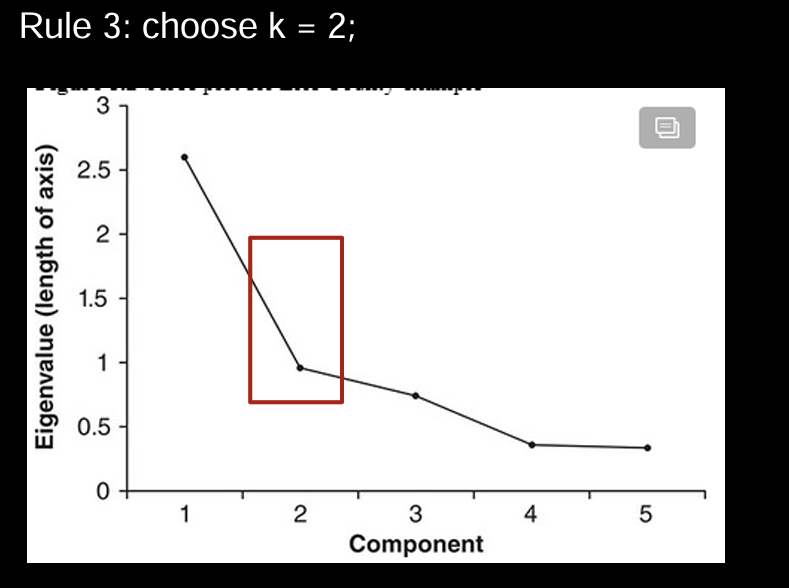 Rule 3: choose k = 2;
3
2.5
2
1.5
1
0.5
0
Eigenvalue (length of axis)
1 2 3 4 5
Component